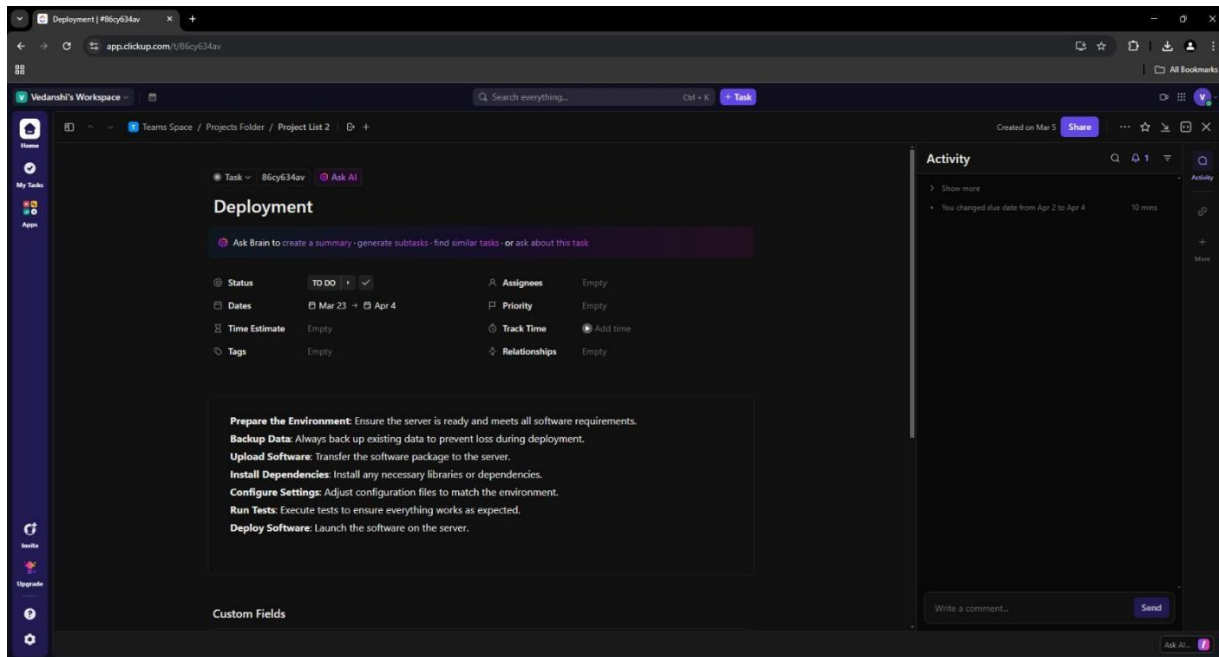 Deployment | #86cy634av
app.clickup.com/t/86cy634av
All Bookmarks
V Vedanshi's Workspace
Search everything... Ctrl + K + Task
V
Home
My Tasks
Apps
Invite
Upgrade
T Teams Space / Projects Folder / Project List 2
Created on Mar 5 Share
Task 86cy634av Ask AI
Deployment
Ask Brain to create a summary · generate subtasks · find similar tasks · or ask about this task
Status TO DO Assignees Empty
Dates Mar 23 → Apr 4 Priority Empty
Time Estimate Empty Track Time Add time
Tags Empty Relationships Empty
Prepare the Environment: Ensure the server is ready and meets all software requirements.
Backup Data: Always back up existing data to prevent loss during deployment.
Upload Software: Transfer the software package to the server.
Install Dependencies: Install any necessary libraries or dependencies.
Configure Settings: Adjust configuration files to match the environment.
Run Tests: Execute tests to ensure everything works as expected.
Deploy Software: Launch the software on the server.
Custom Fields
Activity 1
Show more
You changed due date from Apr 2 to Apr 4 10 mins
Write a comment... Send
Activity
More
Ask AI...